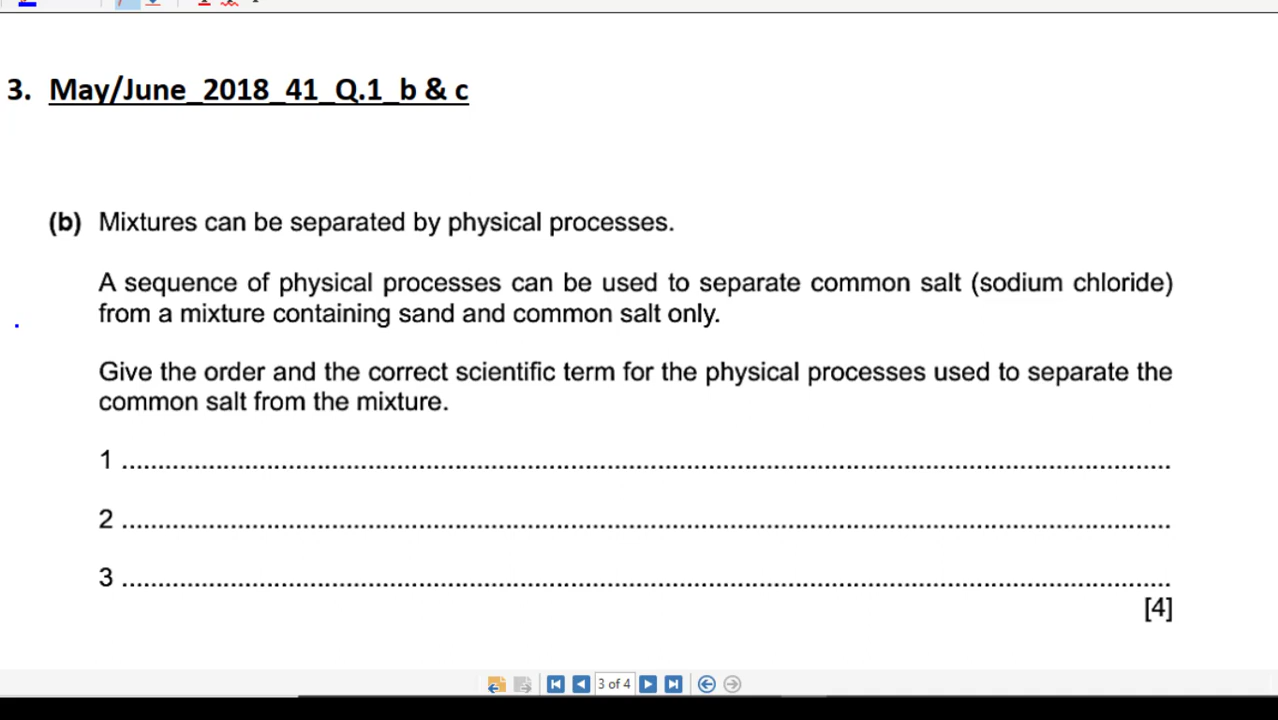 3. May/June_2018_41_Q.1_b & c
(b) Mixtures can be separated by physical processes.
A sequence of physical processes can be used to separate common salt (sodium chloride)
from a mixture containing sand and common salt only.
Give the order and the correct scientific term for the physical processes used to separate the
common salt from the mixture.
1 ........................................................................................................................
2 ........................................................................................................................
3 ........................................................................................................................
[4]
3 of 4